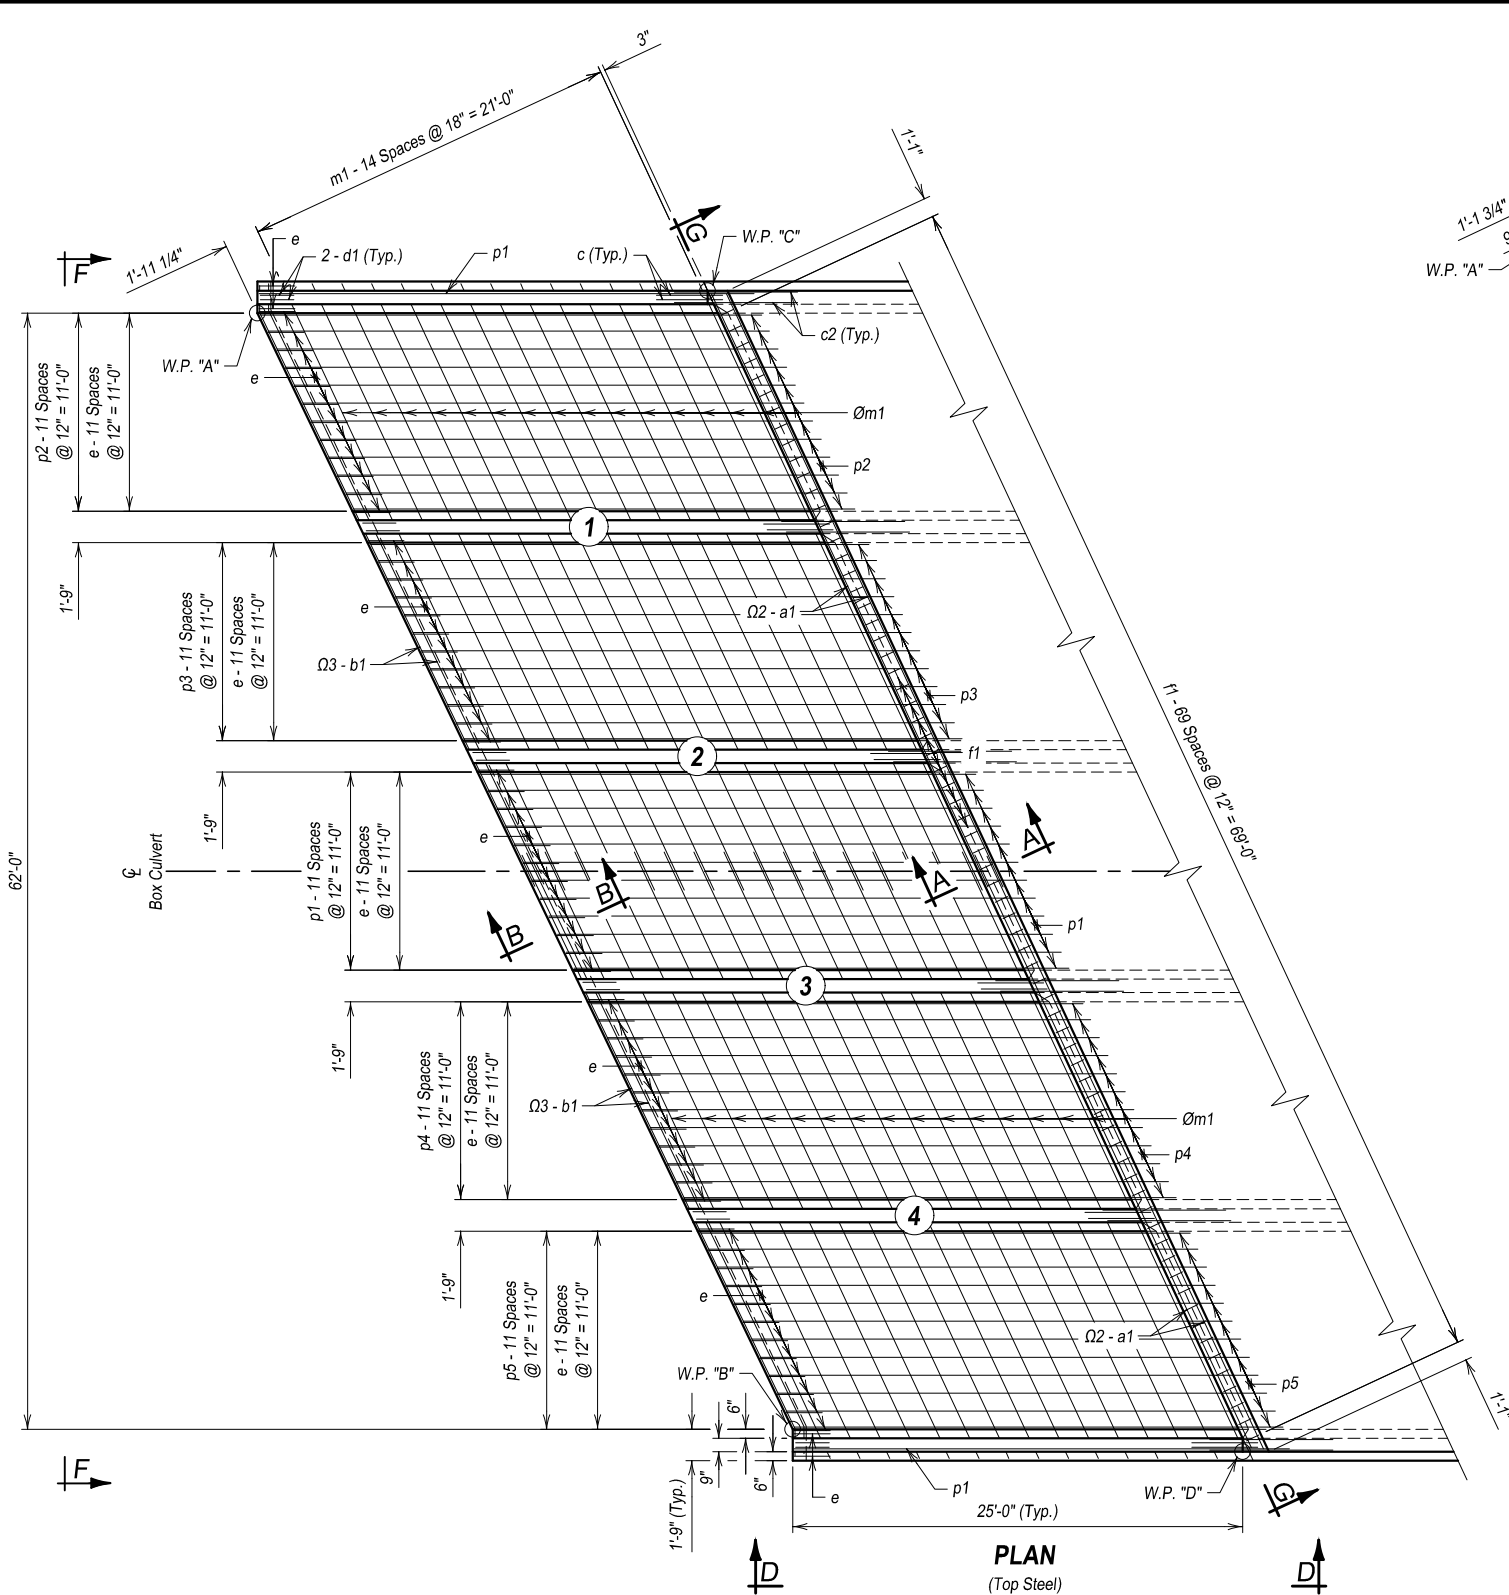 3"
m1 - 14 Spaces @ 18" = 21'-0"
1'-1"
1'-1 3/4"
W.P. "A"
G
W.P. "C"
F
1'-11 1/4"
e
2 - d1 (Typ.)
p1
c (Typ.)
c2 (Typ.)
W.P. "A"
e
p2 - 11 Spaces
@ 12" = 11'-0"
e - 11 Spaces
@ 12" = 11'-0"
Øm1
p2
1
1'-9"
p3 - 11 Spaces
@ 12" = 11'-0"
e - 11 Spaces
@ 12" = 11'-0"
e
Ω2 - a1
Ω3 - b1
p3
f1 - 69 Spaces @ 12" = 69'-0"
2
f1
1'-9"
62'-0"
℄
Box Culvert
p1 - 11 Spaces
@ 12" = 11'-0"
e - 11 Spaces
@ 12" = 11'-0"
e
A
A
B
B
p1
3
1'-9"
p4 - 11 Spaces
@ 12" = 11'-0"
e - 11 Spaces
@ 12" = 11'-0"
e
Ω3 - b1
Øm1
p4
4
1'-9"
p5 - 11 Spaces
@ 12" = 11'-0"
e - 11 Spaces
@ 12" = 11'-0"
e
Ω2 - a1
W.P. "B"
p5
1'-1"
6"
9"
6"
1'-9" (Typ.)
F
e
p1
W.P. "D"
G
25'-0" (Typ.)
D
PLAN
(Top Steel)
D